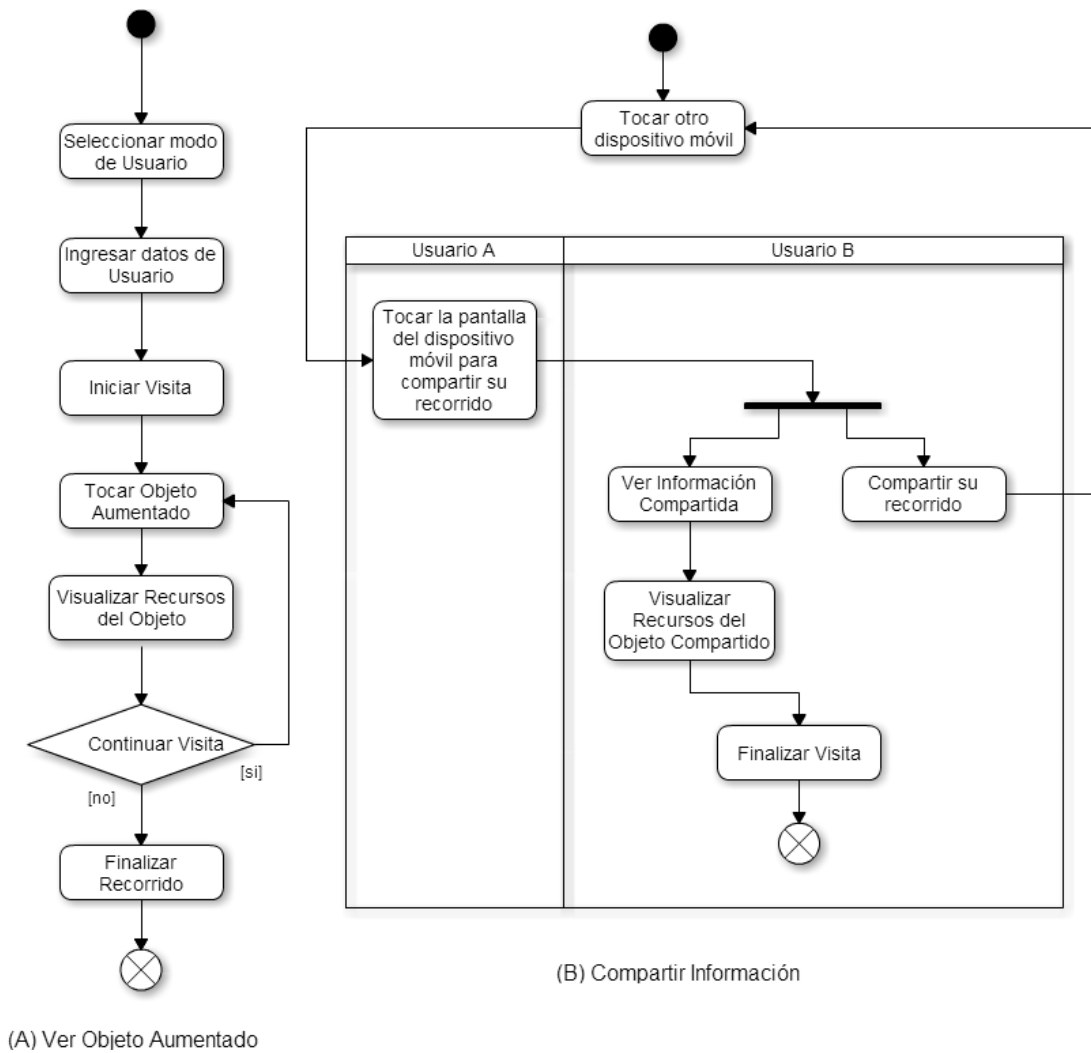 Seleccionar modo
de Usuario
Ingresar datos de
Usuario
Iniciar Visita
Tocar Objeto
Aumentado
Visualizar Recursos
del Objeto
Continuar Visita
[si]
[no]
Finalizar
Recorrido
(A) Ver Objeto Aumentado
Tocar otro
dispositivo móvil
Usuario A
Usuario B
Tocar la pantalla
del dispositivo
móvil para
compartir su
recorrido
Ver Información
Compartida
Compartir su
recorrido
Visualizar
Recursos del
Objeto Compartido
Finalizar Visita
(B) Compartir Información